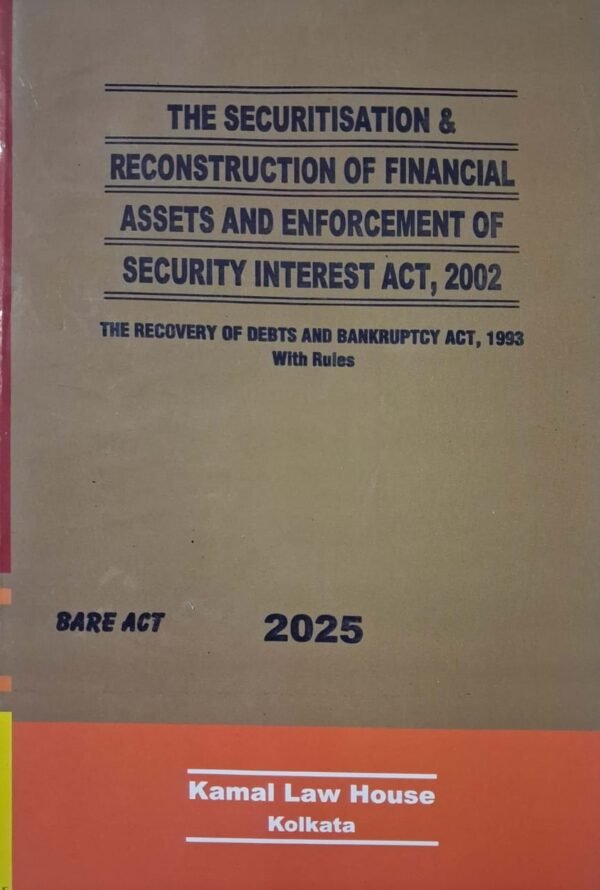 THE SECURITISATION &
RECONSTRUCTION OF FINANCIAL
ASSETS AND ENFORCEMENT OF
SECURITY INTEREST ACT, 2002
THE RECOVERY OF DEBTS AND BANKRUPTCY ACT, 1993
With Rules
BARE ACT 2025
Kamal Law House
Kolkata